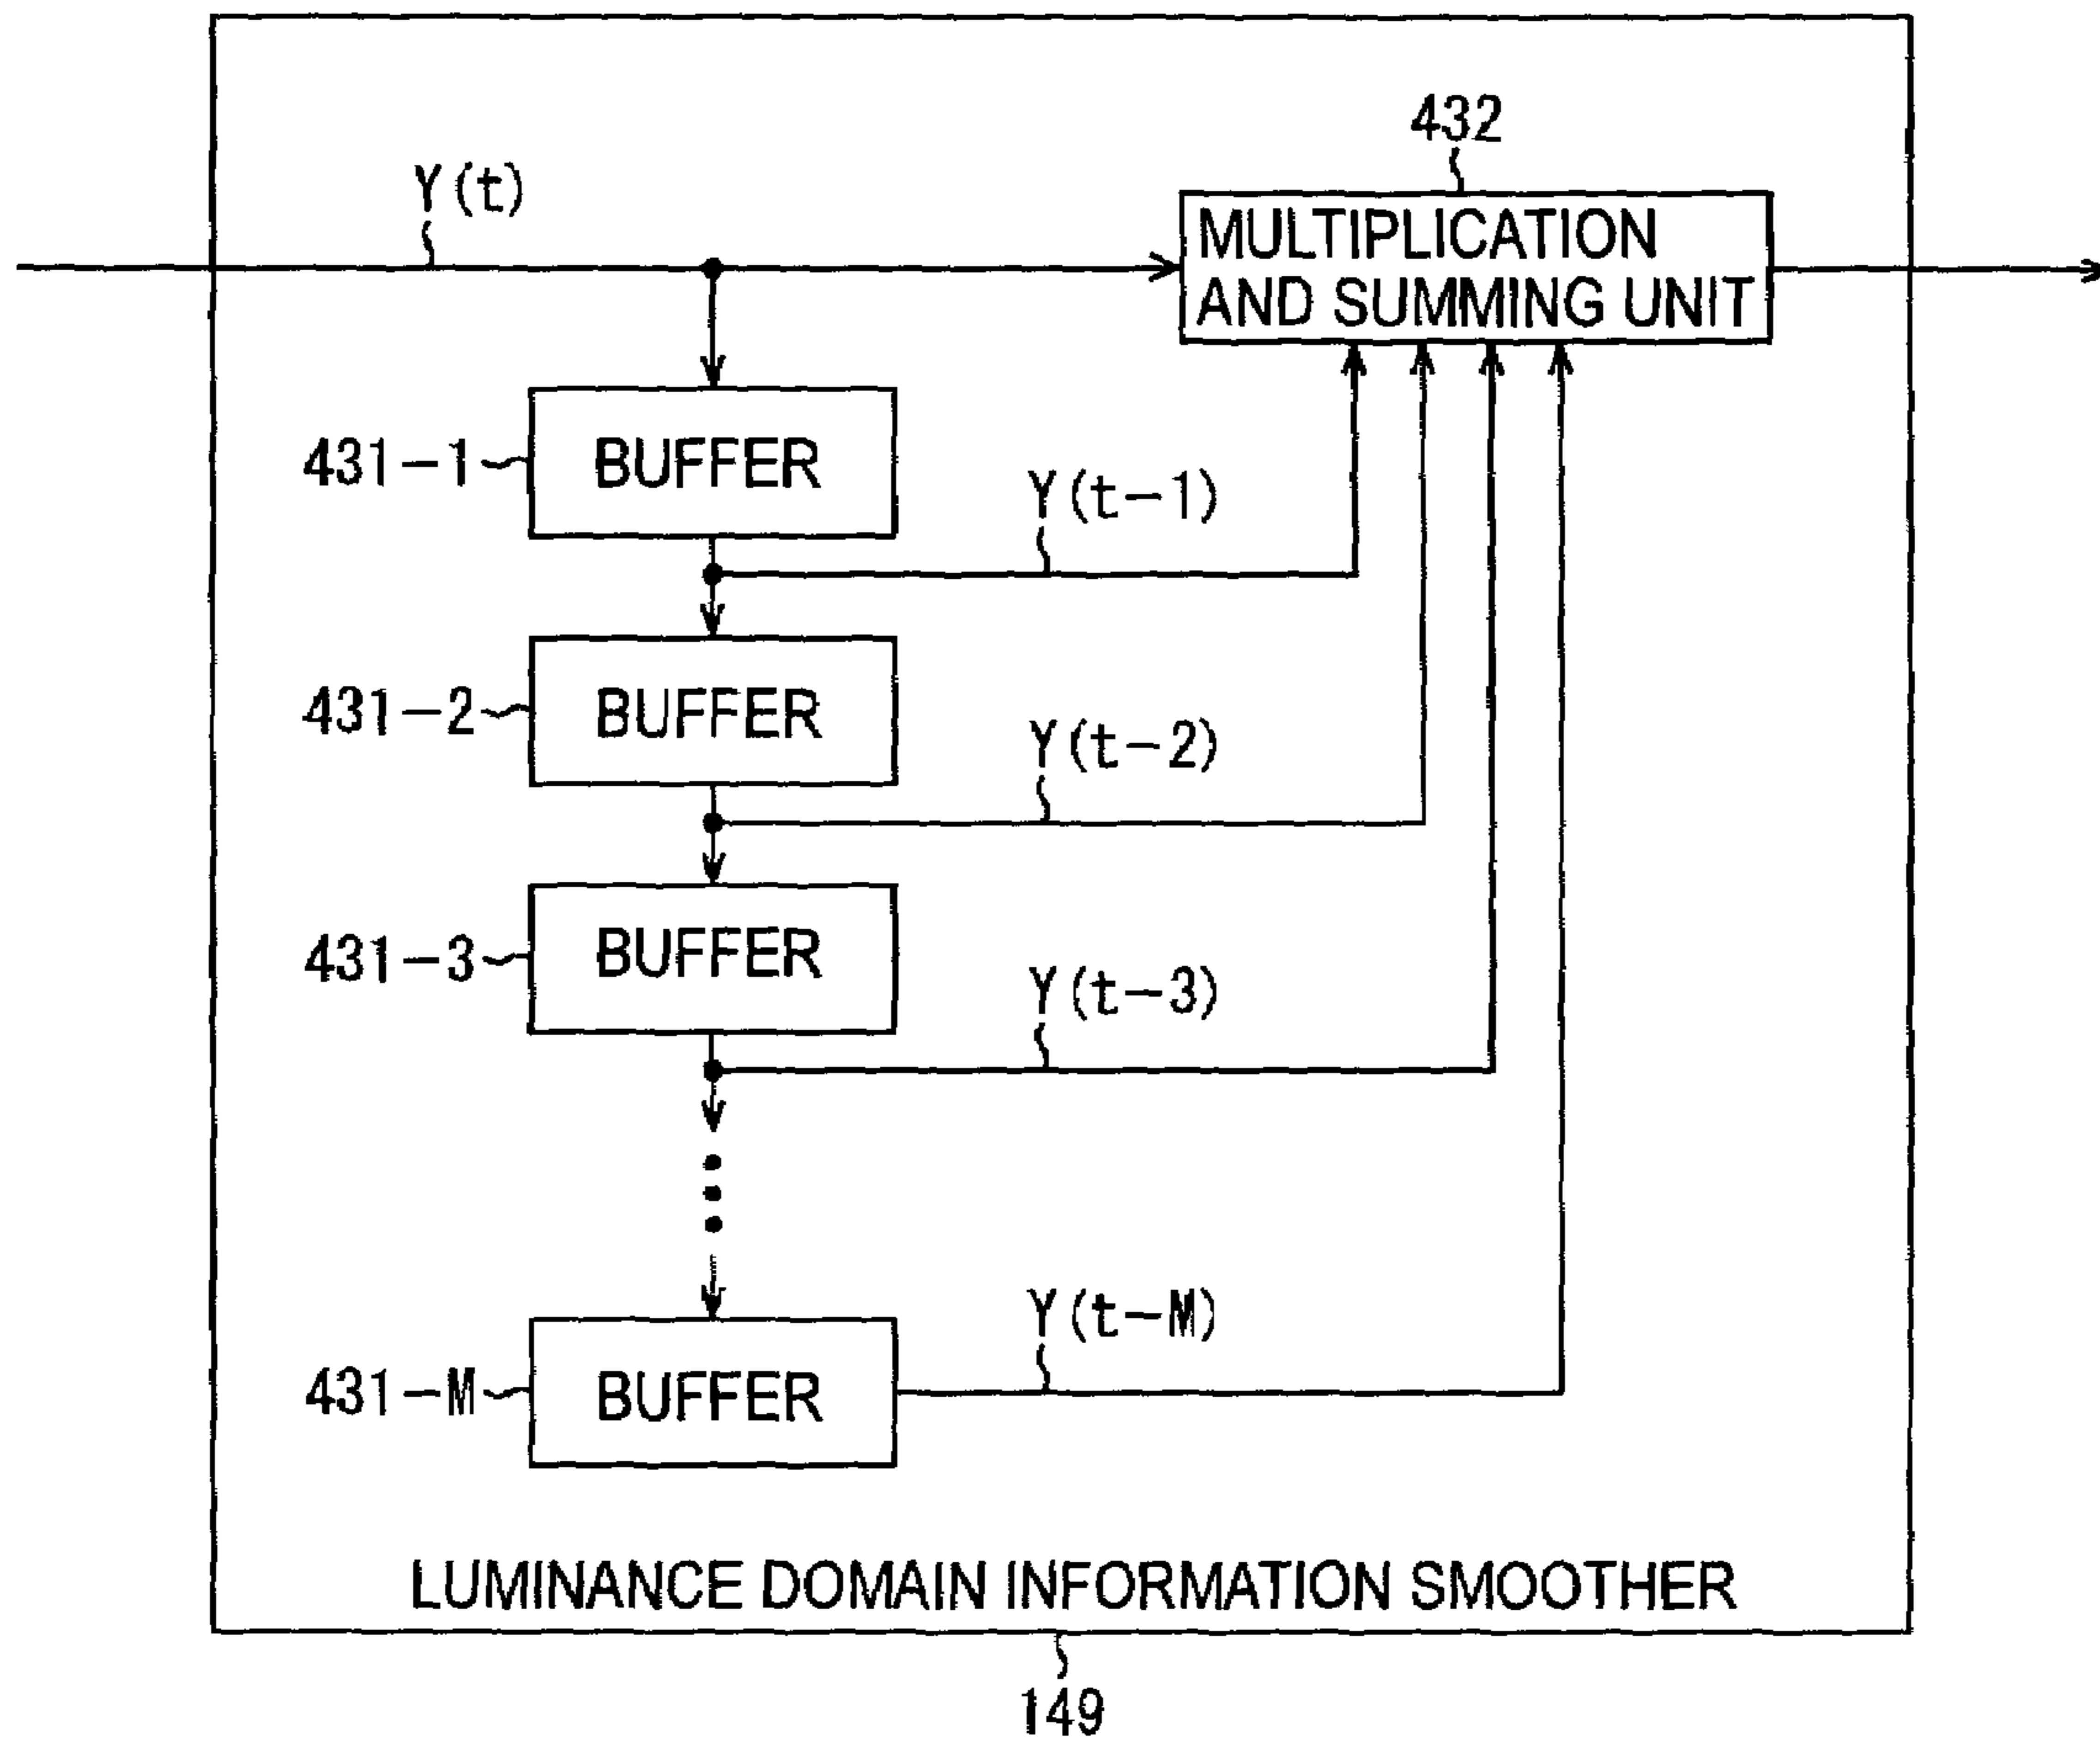 432
Y(t)
MULTIPLICATION
AND SUMMING UNIT
431-1
BUFFER
Y(t-1)
431-2
BUFFER
Y(t-2)
431-3
BUFFER
Y(t-3)
431-M
BUFFER
Y(t-M)
LUMINANCE DOMAIN INFORMATION SMOOTHER
149